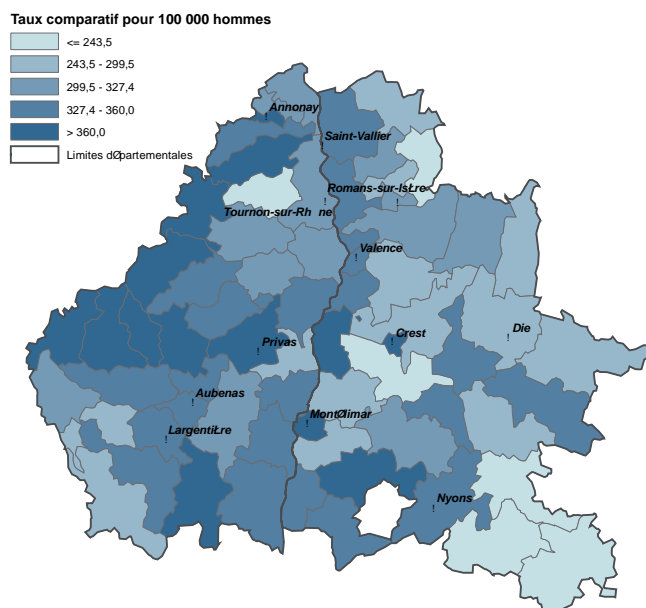 Taux comparatif pour 100 000 hommes
<= 243,5
243,5 - 299,5
299,5 - 327,4
327,4 - 360,0
> 360,0
Limites dØpartementales
Annonay
Saint-Vallier
Romans-sur-IsŁre
Tournon-sur-Rh ne
Valence
Privas
Crest
Die
Aubenas
MontØlimar
LargentiŁre
Nyons